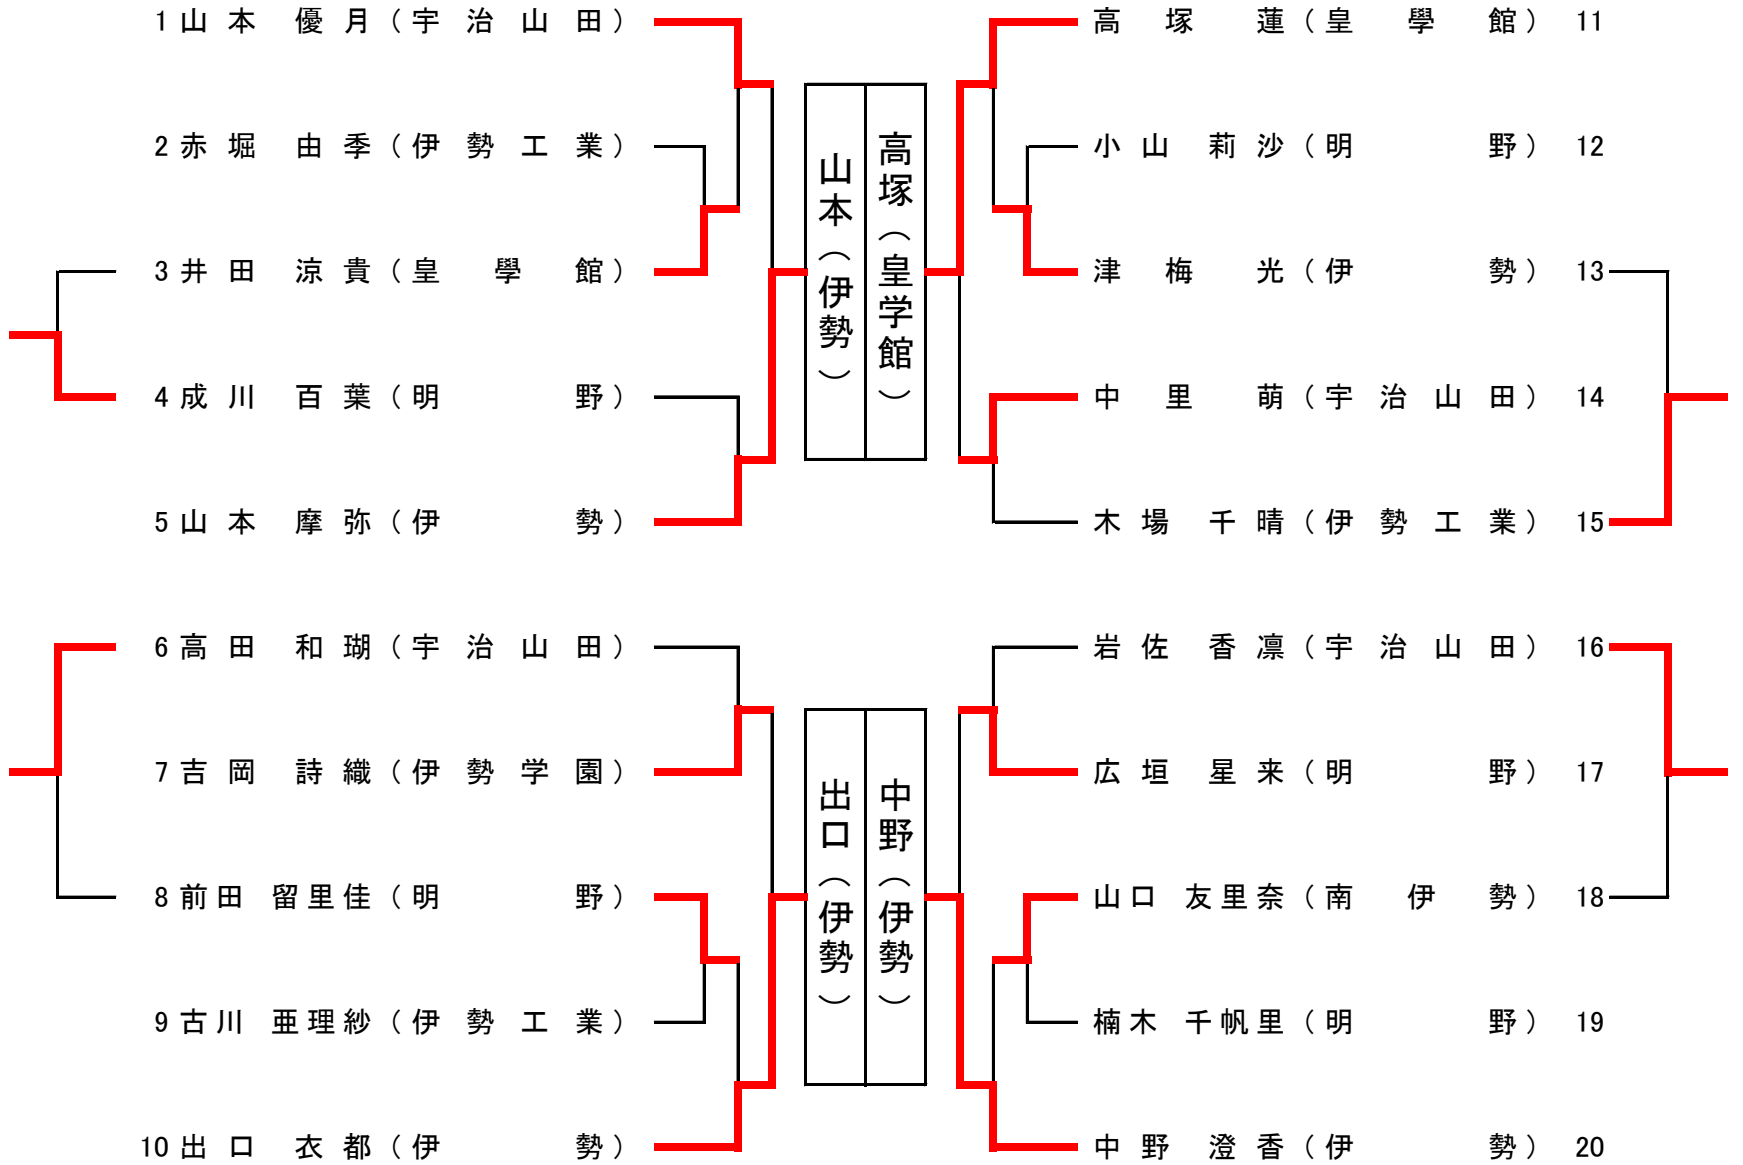 1 山本 優月（宇治山田）
2 赤堀 由季（伊勢工業）
3 井田 涼貴（皇學館）
4 成川 百葉（明野）
5 山本 摩弥（伊勢）
6 高田 和瑚（宇治山田）
7 吉岡 詩織（伊勢学園）
8 前田 留里佳（明野）
9 古川 亜理紗（伊勢工業）
10 出口 衣都（伊勢）
山本（伊勢）
高塚（皇学館）
出口（伊勢）
中野（伊勢）
高塚 蓮（皇學館） 11
小山 莉沙（明野） 12
津梅 光（伊勢） 13
中里 萌（宇治山田） 14
木場 千晴（伊勢工業） 15
岩佐 香凛（宇治山田） 16
広垣 星来（明野） 17
山口 友里奈（南伊勢） 18
楠木 千帆里（明野） 19
中野 澄香（伊勢） 20